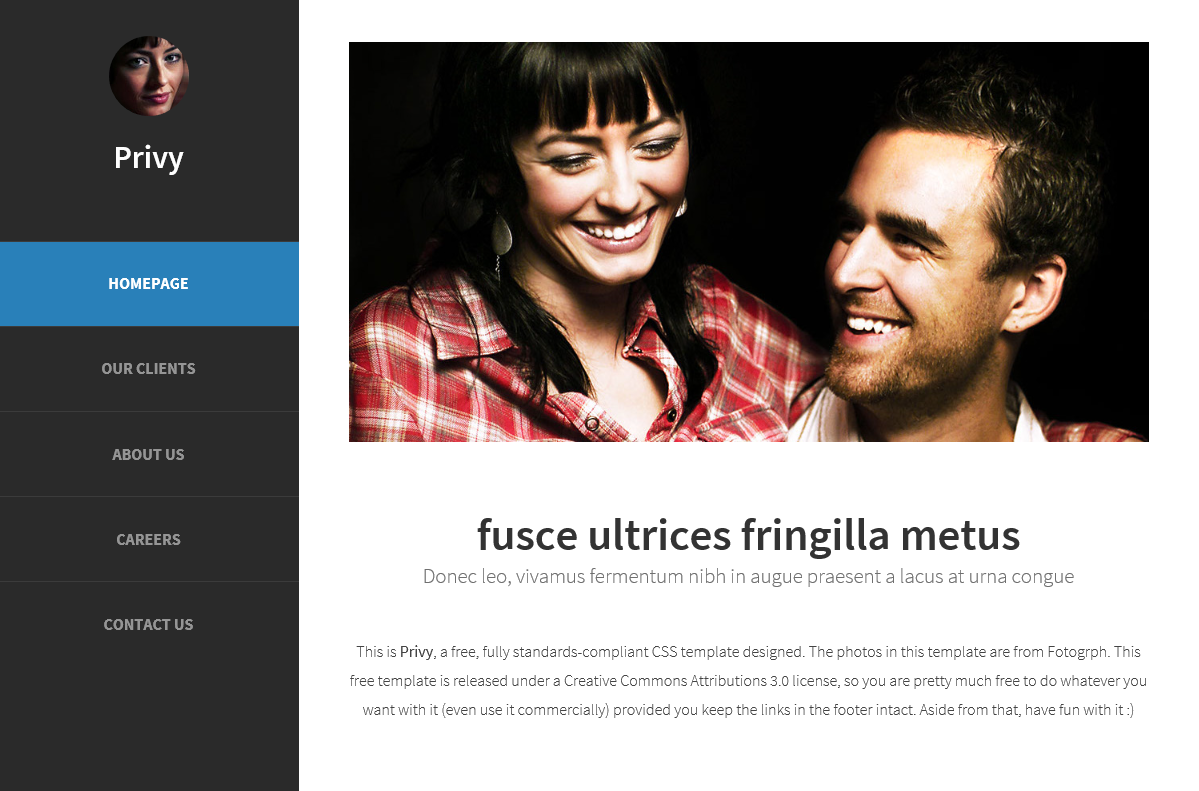 Privy
HOMEPAGE
OUR CLIENTS
ABOUT US
CAREERS
CONTACT US
fusce ultrices fringilla metus
Donec leo, vivamus fermentum nibh in augue praesent a lacus at urna congue
This is Privy, a free, fully standards-compliant CSS template designed. The photos in this template are from Fotogrph. This
free template is released under a Creative Commons Attributions 3.0 license, so you are pretty much free to do whatever you
want with it (even use it commercially) provided you keep the links in the footer intact. Aside from that, have fun with it :)